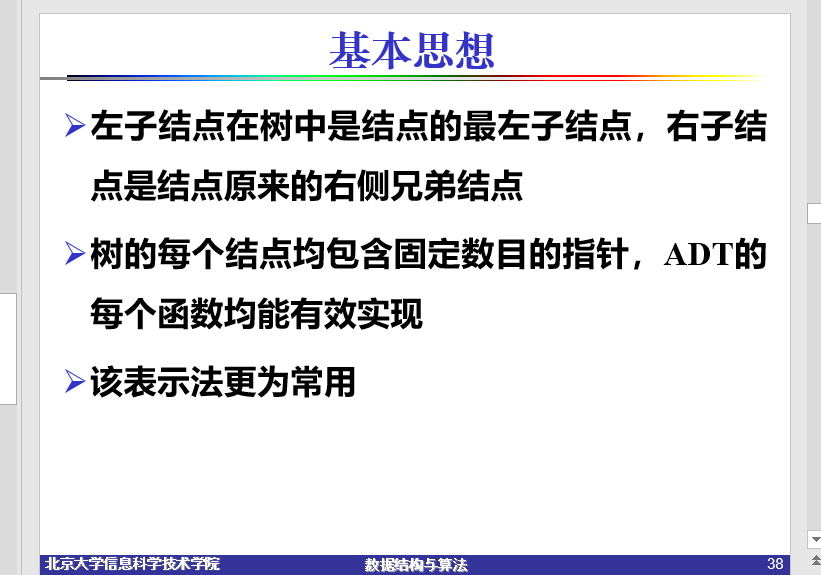 基本思想
左子结点在树中是结点的最左子结点，右子结
点是结点原来的右侧兄弟结点
树的每个结点均包含固定数目的指针，ADT的
每个函数均能有效实现
该表示法更为常用
北京大学信息科学技术学院
数据结构与算法
38